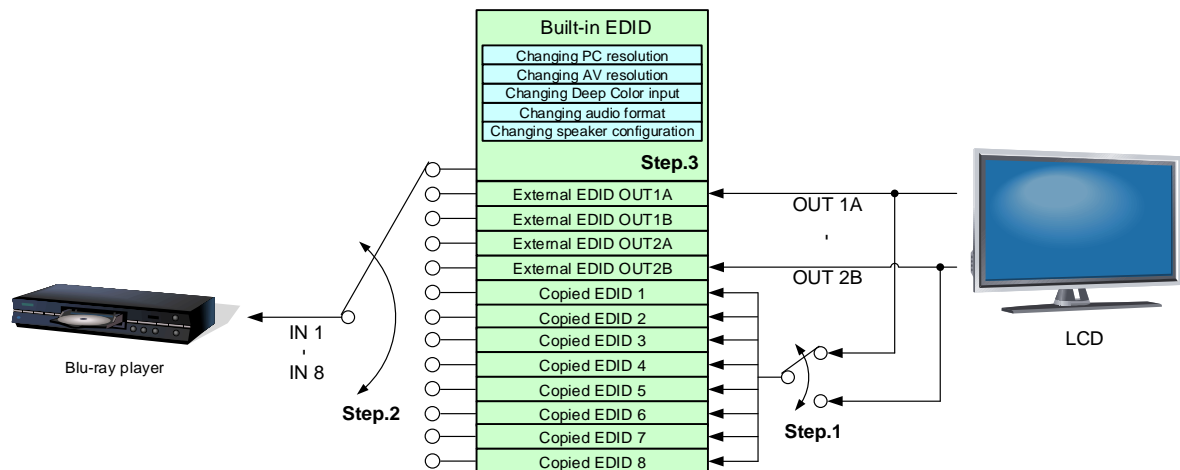 Built-in EDID
Changing PC resolution
Changing AV resolution
Changing Deep Color input
Changing audio format
Changing speaker configuration
Step.3
External EDID OUT1A
External EDID OUT1B
External EDID OUT2A
External EDID OUT2B
Copied EDID 1
Copied EDID 2
Copied EDID 3
Copied EDID 4
Copied EDID 5
Copied EDID 6
Copied EDID 7
Copied EDID 8
IN 1
-
IN 8
Blu-ray player
Step.2
OUT 1A
-
OUT 2B
Step.1
LCD